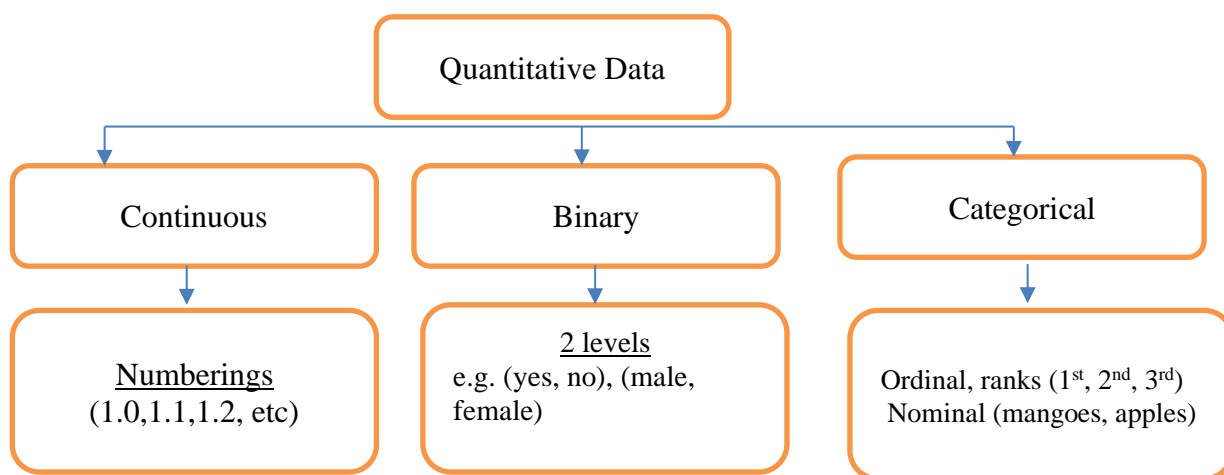 Quantitative Data
Continuous
Binary
Categorical
Numberings
(1.0,1.1,1.2, etc)
2 levels
e.g. (yes, no), (male,
female)
Ordinal, ranks (1st, 2nd, 3rd)
Nominal (mangoes, apples)